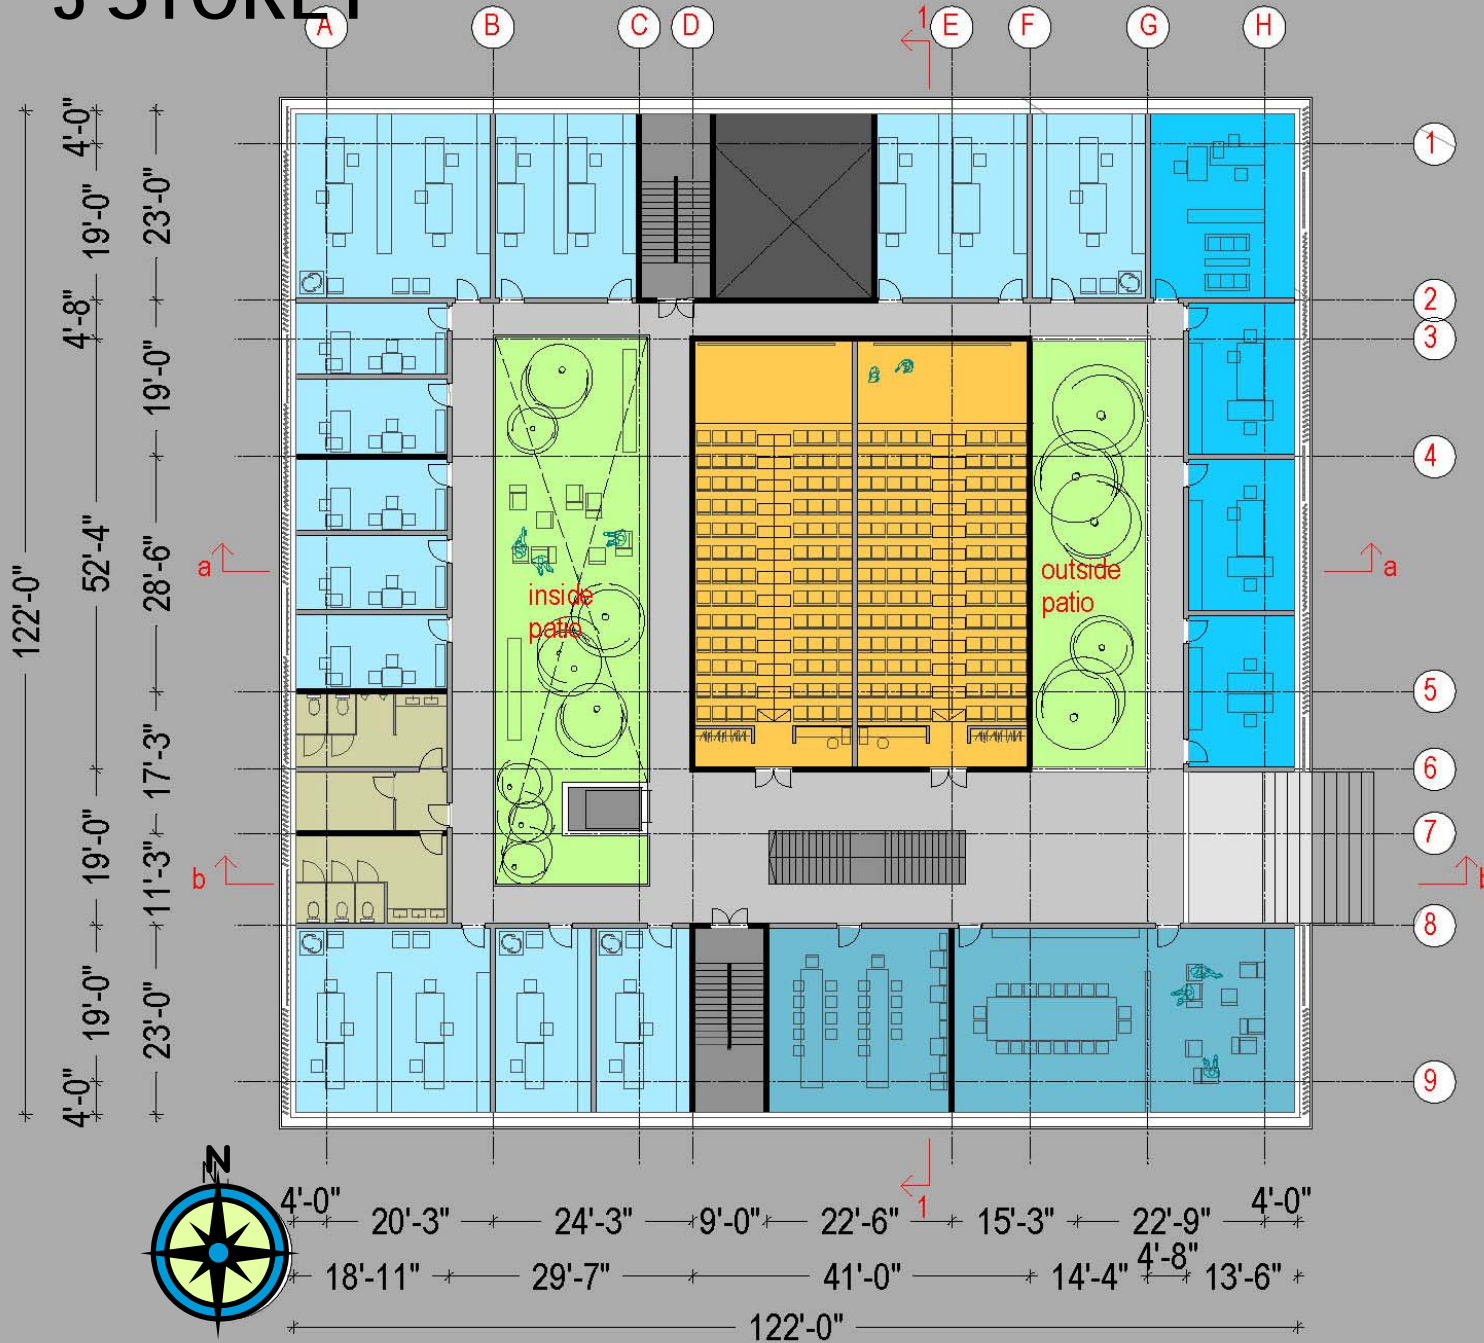 3 STOREY
A B C D 1 E F G H
122'-0"
4'-0" 19'-0" 4'-8" 52'-4" 19'-0" 19'-0" 4'-0"
23'-0" 19'-0" 28'-6" 17'-3" 11'-3" 23'-0"
1
2
3
4
a
inside
patio
outside
patio
a
5
6
7
b
b
8
9
N
1
4'-0" 20'-3" 24'-3" 9'-0" 22'-6" 15'-3" 22'-9" 4'-0"
18'-11" 29'-7" 41'-0" 14'-4" 4'-8" 13'-6"
122'-0"